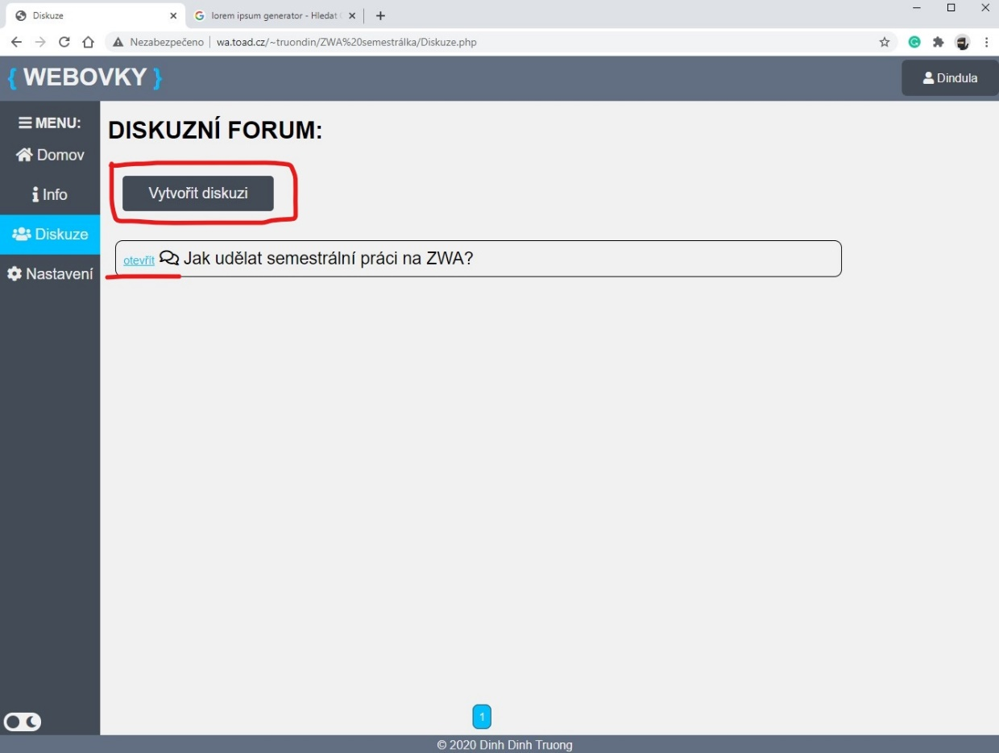 Diskuze
lorem ipsum generator - Hledat
Nezabezpečeno | wa.toad.cz/~truondin/ZWA%20semestrálka/Diskuze.php
{ WEBOVKY }
Dindula
MENU:
Domov
Info
Diskuze
Nastavení
DISKUZNÍ FORUM:
Vytvořit diskuzi
otevřít Jak udělat semestrální práci na ZWA?
1
© 2020 Dinh Dinh Truong